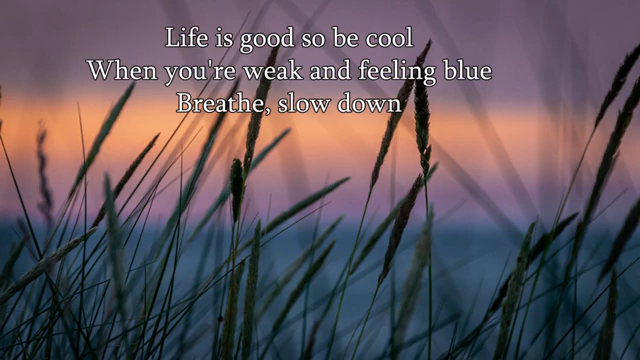 Life is good so be cool
When you're weak and feeling blue
Breathe, slow down